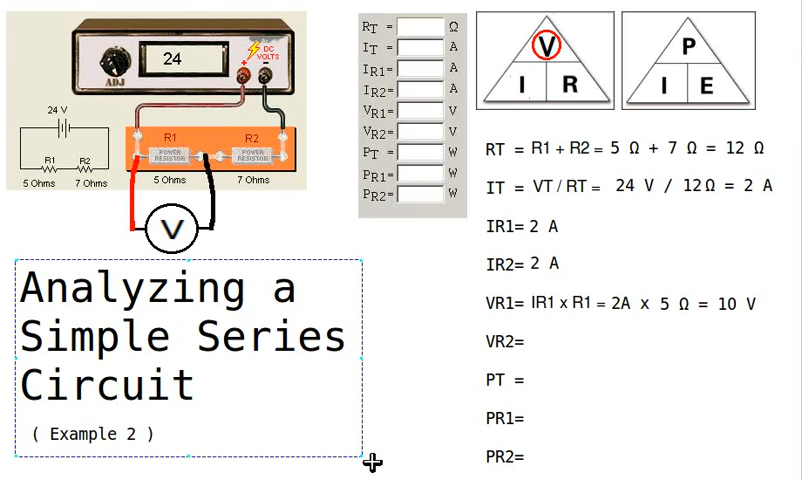 24
DC
VOLTS
+ -
ADJ
24 V
R1 R2
5 Ohms 7 Ohms
R1 R2
POWER RESISTOR POWER RESISTOR
5 Ohms 7 Ohms
V
RT = Ω
IT = A
IR1= A
IR2= A
VR1= V
VR2= V
PT = W
PR1= W
PR2= W
V
I R
P
I E
RT = R1 + R2 = 5 Ω + 7 Ω = 12 Ω
IT = VT / RT = 24 V / 12Ω = 2 A
IR1= 2 A
IR2= 2 A
VR1= IR1 x R1 = 2A x 5 Ω = 10 V
VR2=
PT =
PR1=
PR2=
Analyzing a
Simple Series
Circuit
( Example 2 )